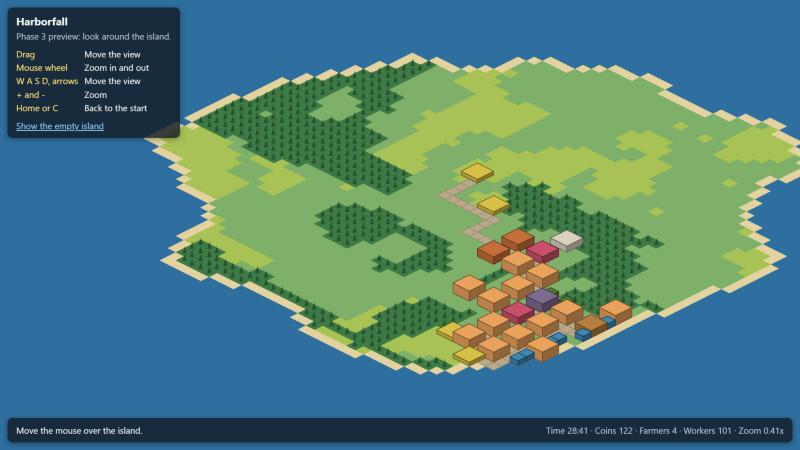 Harborfall
Phase 3 preview: look around the island.
Drag Move the view
Mouse wheel Zoom in and out
W A S D, arrows Move the view
+ and - Zoom
Home or C Back to the start
Show the empty island
Move the mouse over the island. Time 28:41 · Coins 122 · Farmers 4 · Workers 101 · Zoom 0.41x